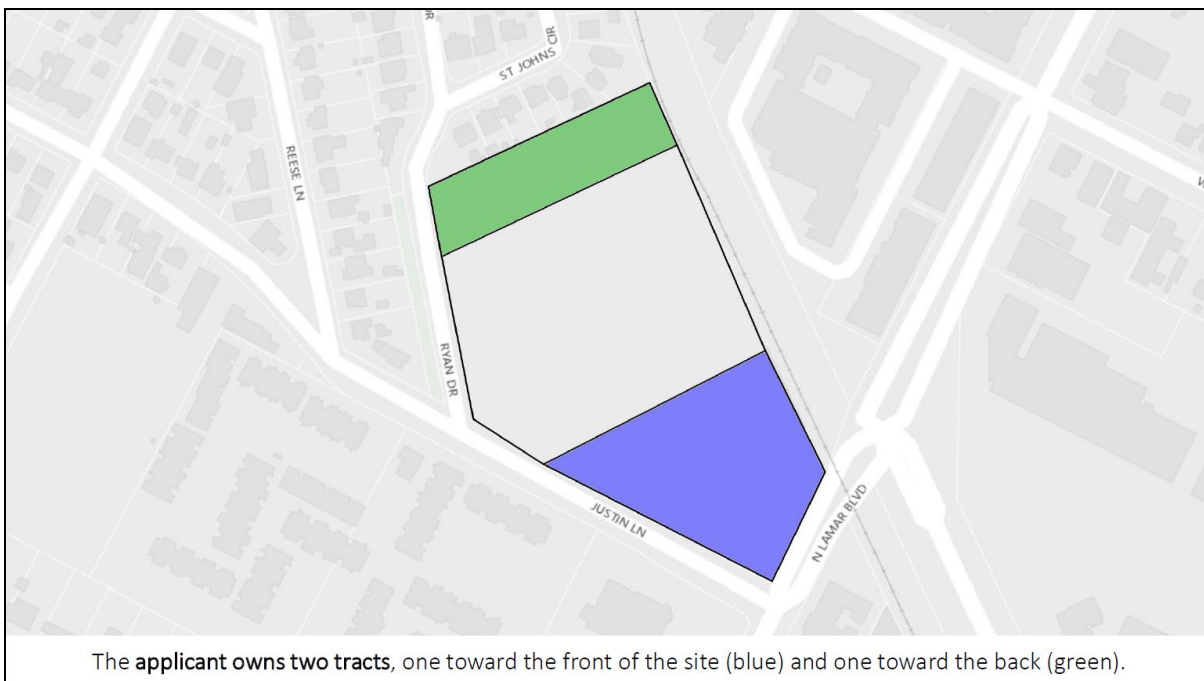 DR
ST JOHNS
CIR
REESE LN
W
RYAN DR
JUSTIN LN
N LAMAR BLVD
The applicant owns two tracts, one toward the front of the site (blue) and one toward the back (green).